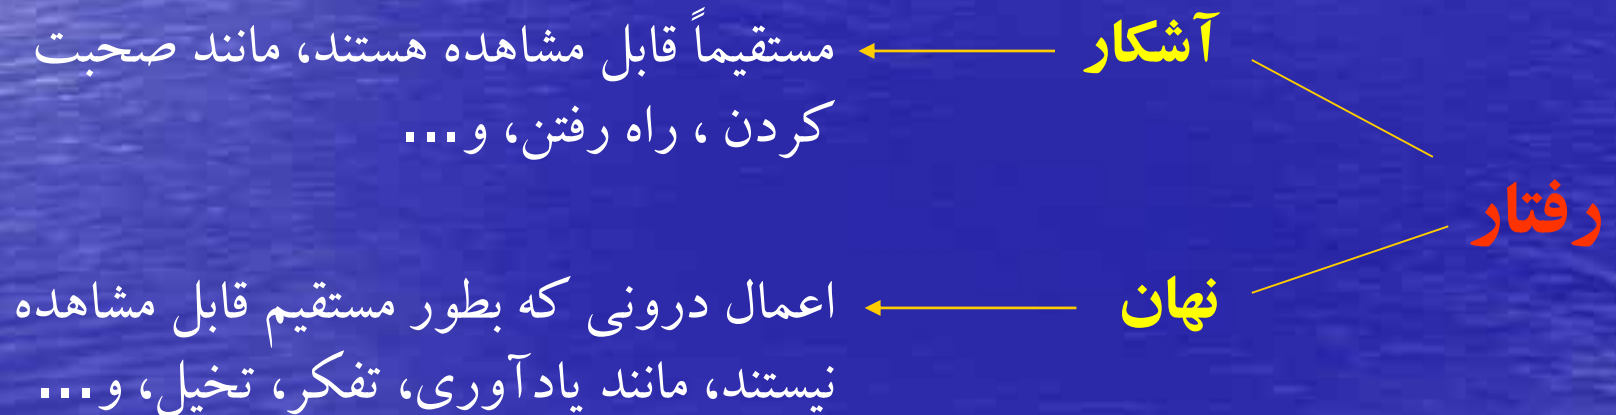 رفتار
آشکار
مستقیماً قابل مشاهده هستند، مانند صحبت
کردن ، راه رفتن، و...
نهان
اعمال درونی که بطور مستقیم قابل مشاهده
نیستند، مانند یادآوری، تفکر، تخیل، و...